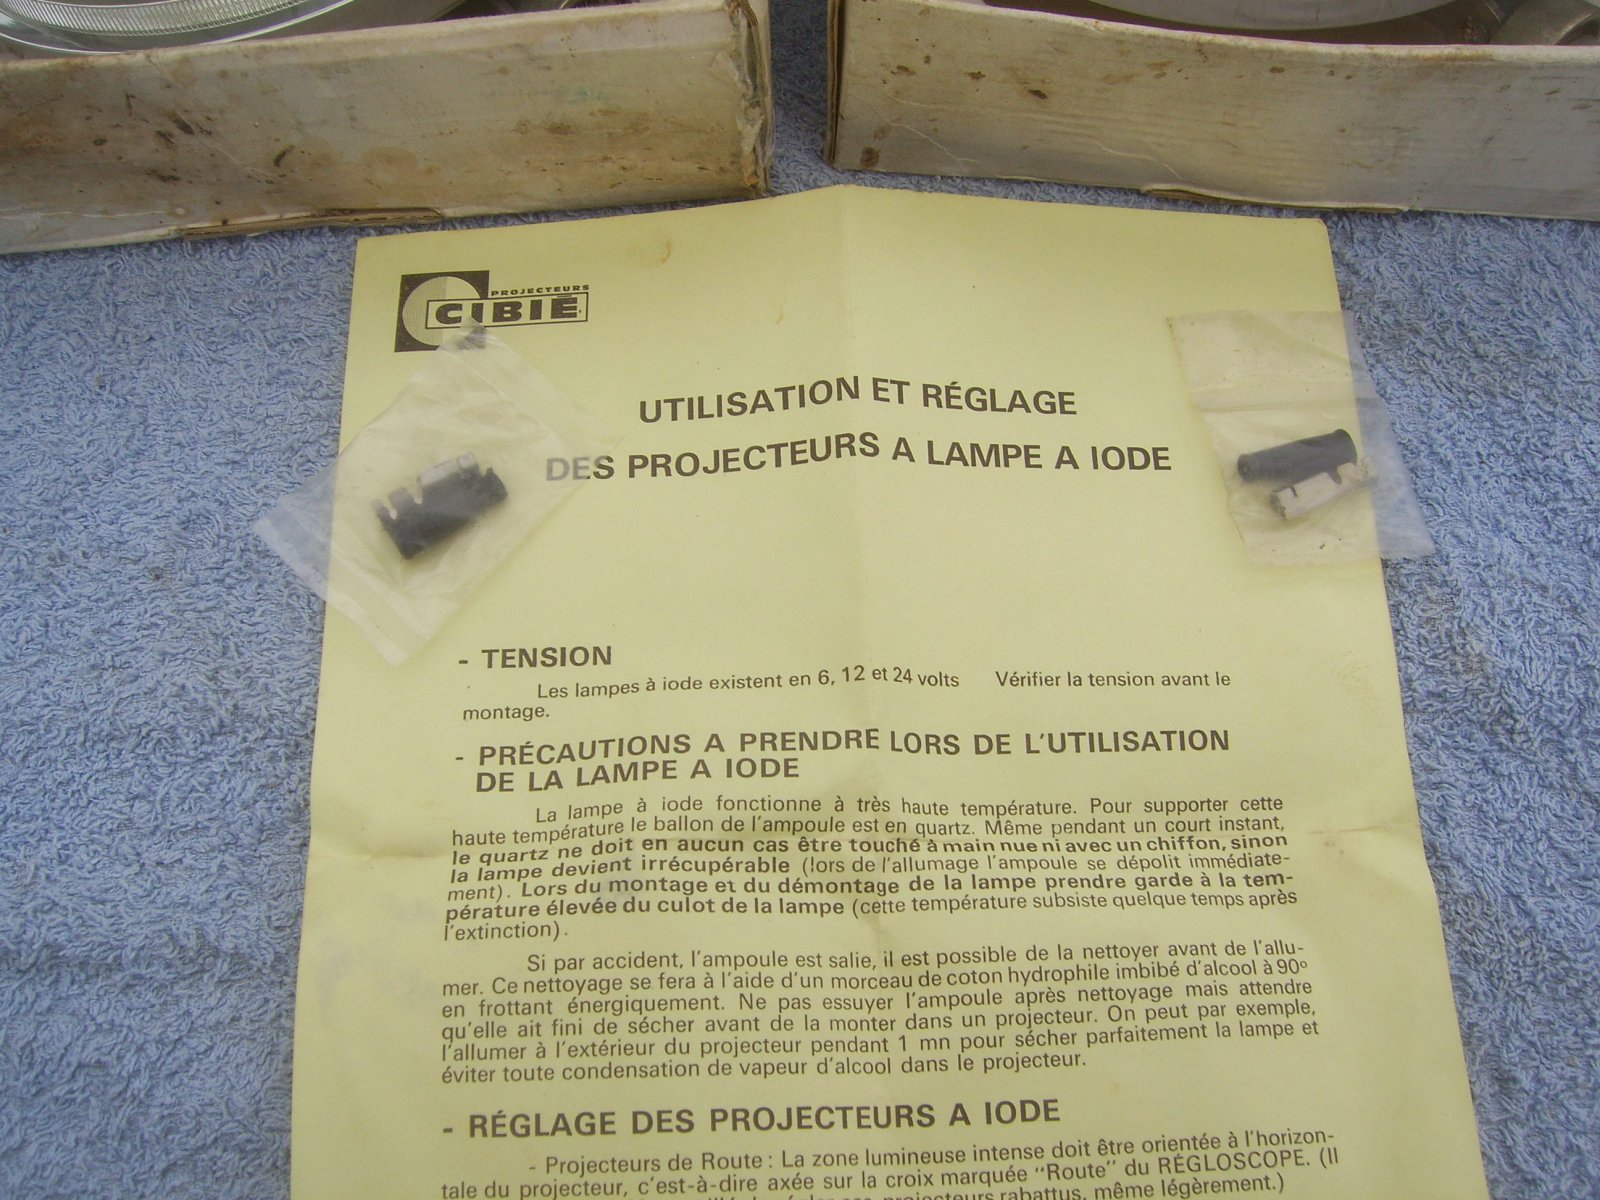 PROJECTEURS
CIBIÉ
UTILISATION ET RÉGLAGE
DES PROJECTEURS A LAMPE A IODE
- TENSION
Les lampes à iode existent en 6, 12 et 24 volts Vérifier la tension avant le
montage.
- PRÉCAUTIONS A PRENDRE LORS DE L'UTILISATION
DE LA LAMPE A IODE
La lampe à iode fonctionne à très haute température. Pour supporter cette
haute température le ballon de l'ampoule est en quartz. Même pendant un court instant,
le quartz ne doit en aucun cas être touché à main nue ni avec un chiffon, sinon
la lampe devient irrécupérable (lors de l'allumage l'ampoule se dépolit immédiate-
ment). Lors du montage et du démontage de la lampe prendre garde à la tem-
pérature élevée du culot de la lampe (cette température subsiste quelque temps après
l'extinction).
Si par accident, l'ampoule est salie, il est possible de la nettoyer avant de l'allu-
mer. Ce nettoyage se fera à l'aide d'un morceau de coton hydrophile imbibé d'alcool à 90°
en frottant énergiquement. Ne pas essuyer l'ampoule après nettoyage mais attendre
qu'elle ait fini de sécher avant de la monter dans un projecteur. On peut par exemple,
l'allumer à l'extérieur du projecteur pendant 1 mn pour sécher parfaitement la lampe et
éviter toute condensation de vapeur d'alcool dans le projecteur.
- RÉGLAGE DES PROJECTEURS A IODE
- Projecteurs de Route : La zone lumineuse intense doit être orientée à l'horizon-
tale du projecteur, c'est-à-dire axée sur la croix marquée "Route" du RÉGLOSCOPE. (Il
projecteurs rabattus, même légèrement.)